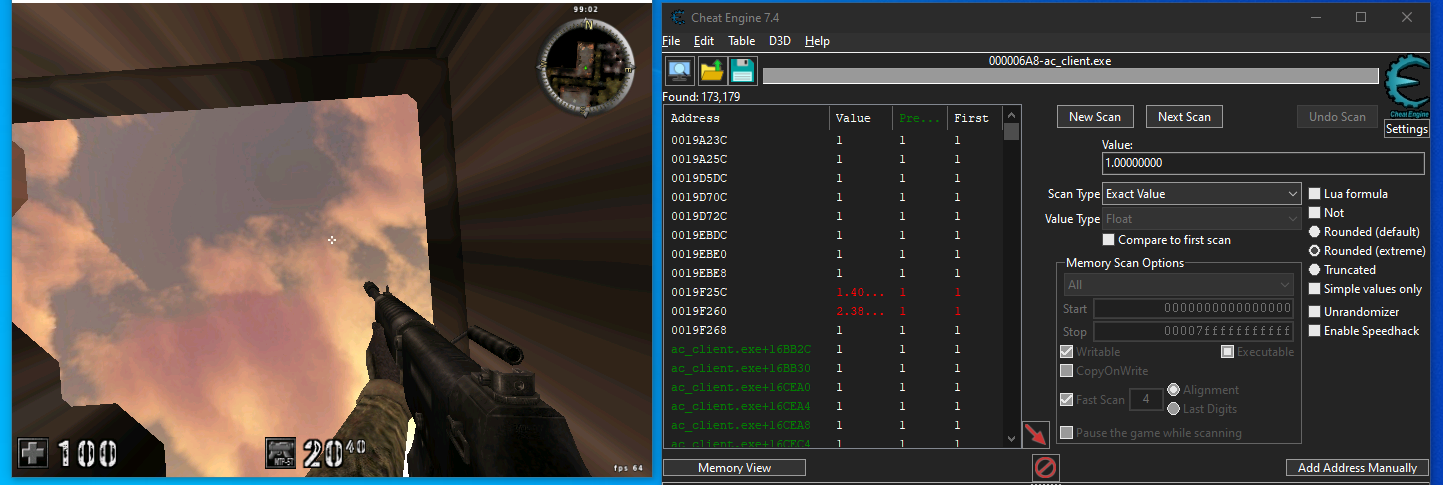 99:02
N
E
100
MTP-57
20 40
fps 64
Cheat Engine 7.4
File Edit Table D3D Help
000006A8-ac_client.exe
Found: 173,179
Cheat Engine
Settings
Address Value Pre... First
0019A23C 1 1 1
0019A25C 1 1 1
0019D5DC 1 1 1
0019D70C 1 1 1
0019D72C 1 1 1
0019EBDC 1 1 1
0019EBE0 1 1 1
0019EBE8 1 1 1
0019F25C 1.40... 1 1
0019F260 2.38... 1 1
0019F268 1 1 1
ac_client.exe+16BB2C 1 1 1
ac_client.exe+16BB30 1 1 1
ac_client.exe+16CEA0 1 1 1
ac_client.exe+16CEA4 1 1 1
ac_client.exe+16CEA8 1 1 1
ac_client.exe+16CEC4 1 1 1
New Scan Next Scan Undo Scan
Value:
1.00000000
Scan Type Exact Value
Value Type Float
Compare to first scan
Lua formula
Not
Rounded (default)
Rounded (extreme)
Truncated
Simple values only
Unrandomizer
Enable Speedhack
Memory Scan Options
All
Start 0000000000000000
Stop 00007fffffffffff
Writable Executable
CopyOnWrite
Fast Scan 4 Alignment
Last Digits
Pause the game while scanning
Memory View Add Address Manually